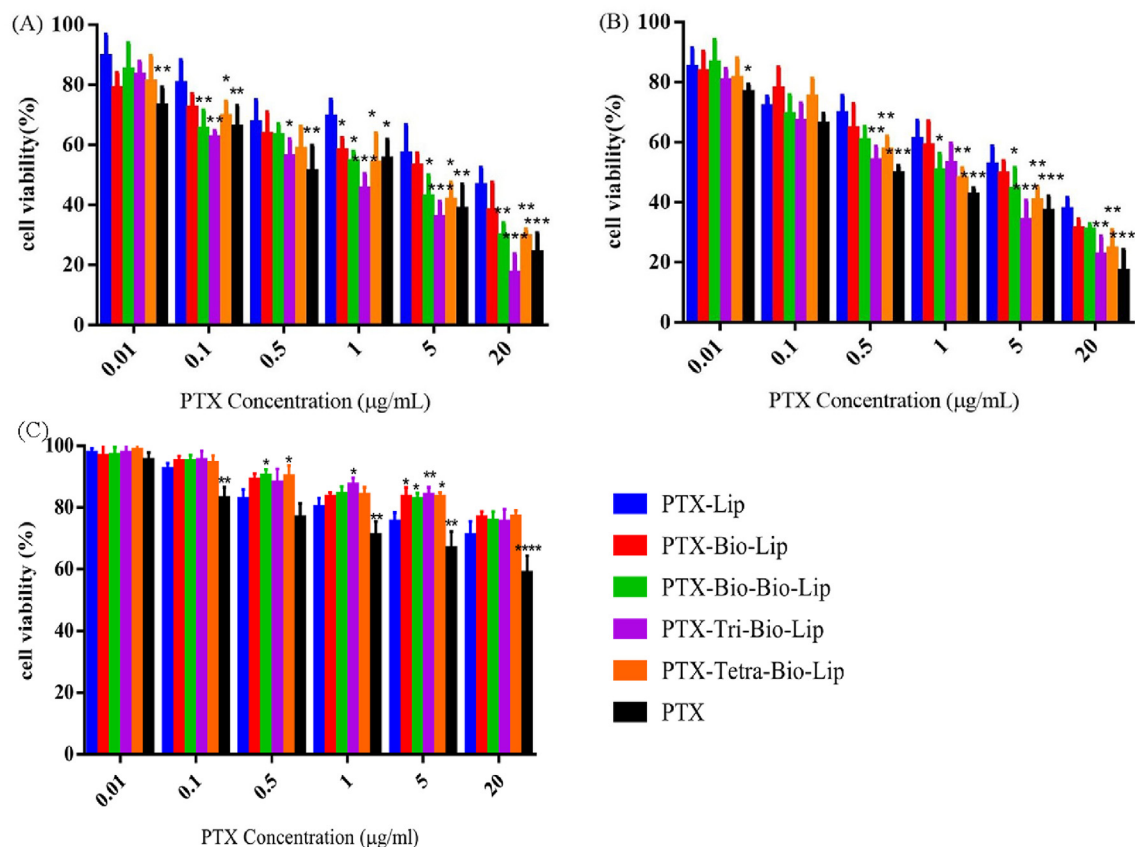 (A)
100
80
60
40
20
0
cell viability(%)
** ** ** * ** * ** * * *** * * * *** * ** ** *** ** ***
0.01 0.1 0.5 1 5 20
PTX Concentration (μg/mL)
(B)
100
80
60
40
20
0
cell viability(%)
* ** ** *** * ** *** * *** ** *** ** ** ***
0.01 0.1 0.5 1 5 20
PTX Concentration (μg/mL)
(C)
100
80
60
40
20
0
cell viability (%)
** * * * ** * * ** * ** ****
0.01 0.1 0.5 1 5 20
PTX Concentration (μg/ml)
PTX-Lip
PTX-Bio-Lip
PTX-Bio-Bio-Lip
PTX-Tri-Bio-Lip
PTX-Tetra-Bio-Lip
PTX